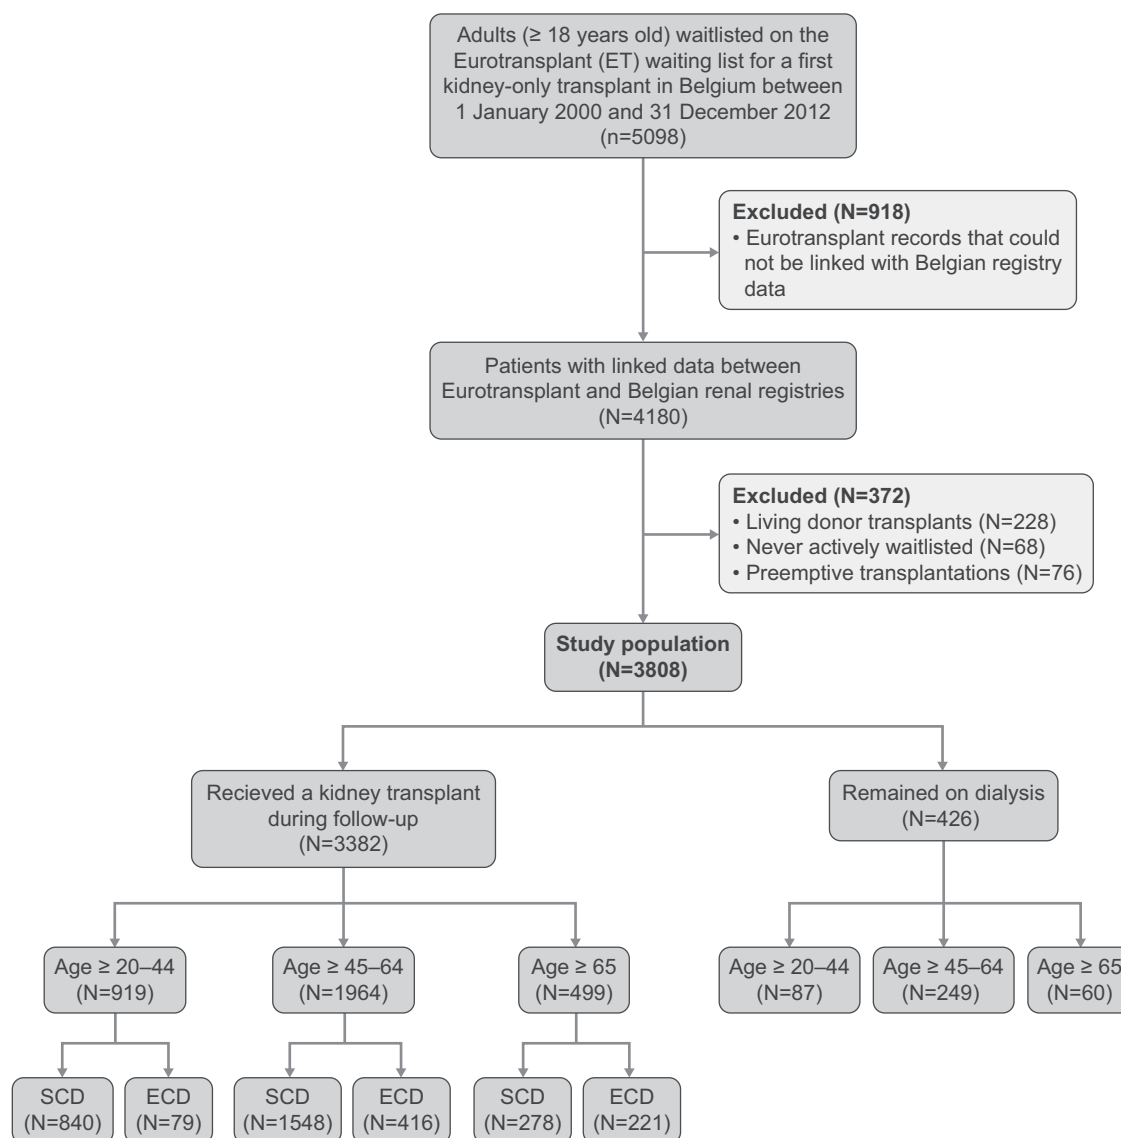 Adults (≥ 18 years old) waitlisted on the
Eurotransplant (ET) waiting list for a first
kidney-only transplant in Belgium between
1 January 2000 and 31 December 2012
(n=5098)
Excluded (N=918)
• Eurotransplant records that could
not be linked with Belgian registry
data
Patients with linked data between
Eurotransplant and Belgian renal registries
(N=4180)
Excluded (N=372)
• Living donor transplants (N=228)
• Never actively waitlisted (N=68)
• Preemptive transplantations (N=76)
Study population
(N=3808)
Recieved a kidney transplant
during follow-up
(N=3382)
Remained on dialysis
(N=426)
Age ≥ 20–44
(N=919)
Age ≥ 45–64
(N=1964)
Age ≥ 65
(N=499)
Age ≥ 20–44
(N=87)
Age ≥ 45–64
(N=249)
Age ≥ 65
(N=60)
SCD
(N=840)
ECD
(N=79)
SCD
(N=1548)
ECD
(N=416)
SCD
(N=278)
ECD
(N=221)